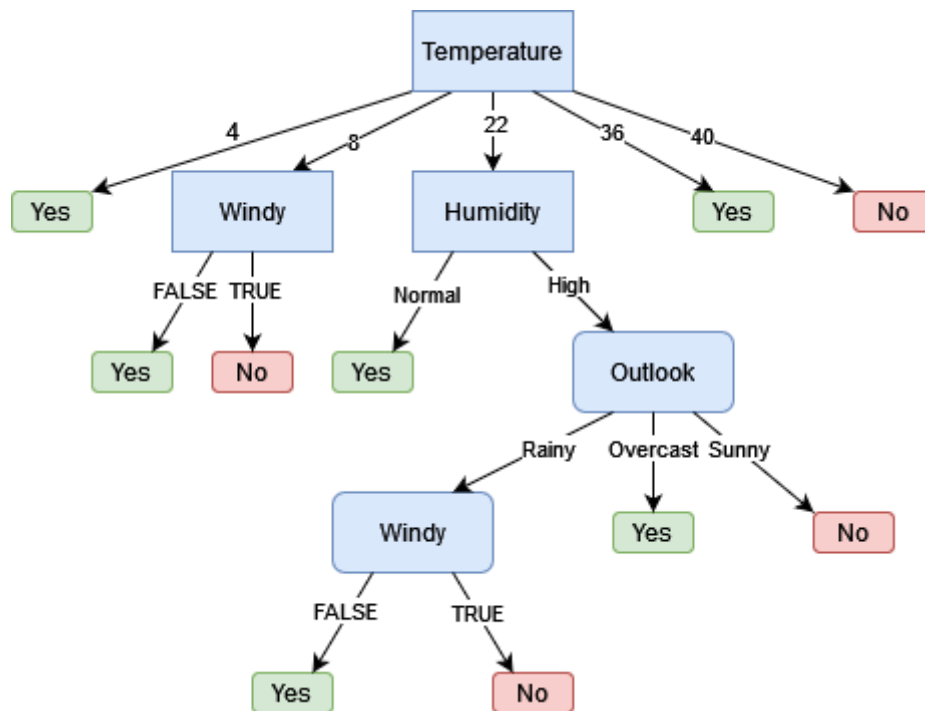 Temperature
4
8
22
36
40
Yes
Windy
Humidity
Yes
No
FALSE
TRUE
Normal
High
Yes
No
Yes
Outlook
Rainy
Overcast
Sunny
Windy
Yes
No
FALSE
TRUE
Yes
No